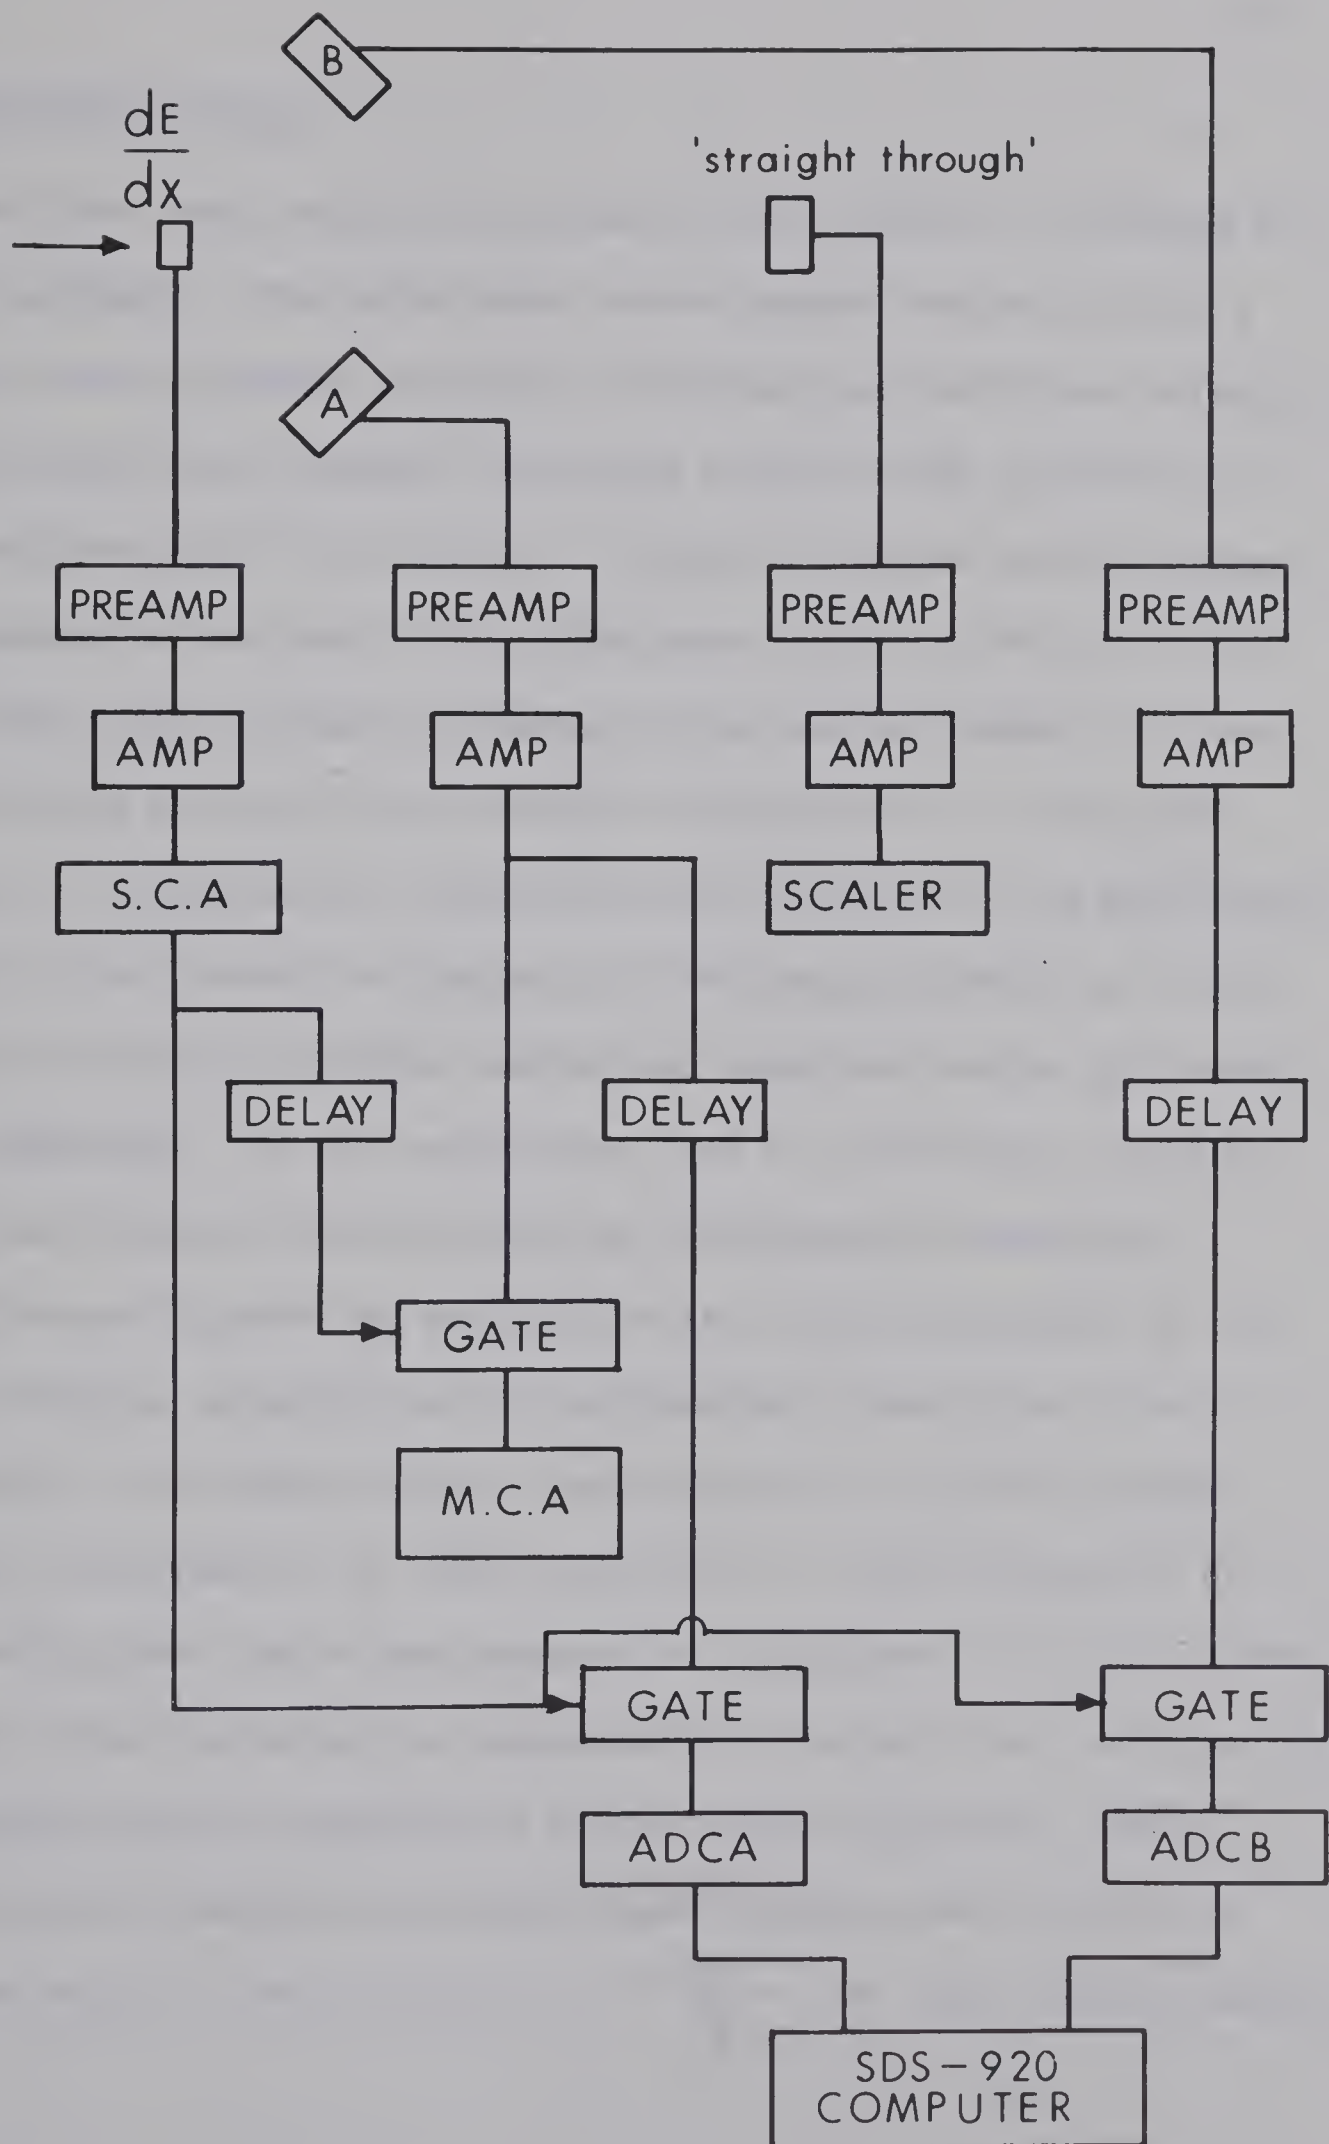 B
dE
dx
'straight through'
A
PREAMP
PREAMP
PREAMP
PREAMP
AMP
AMP
AMP
AMP
S.C.A
SCALER
DELAY
DELAY
DELAY
GATE
M.C.A
GATE
GATE
ADCA
ADCB
SDS-920
COMPUTER